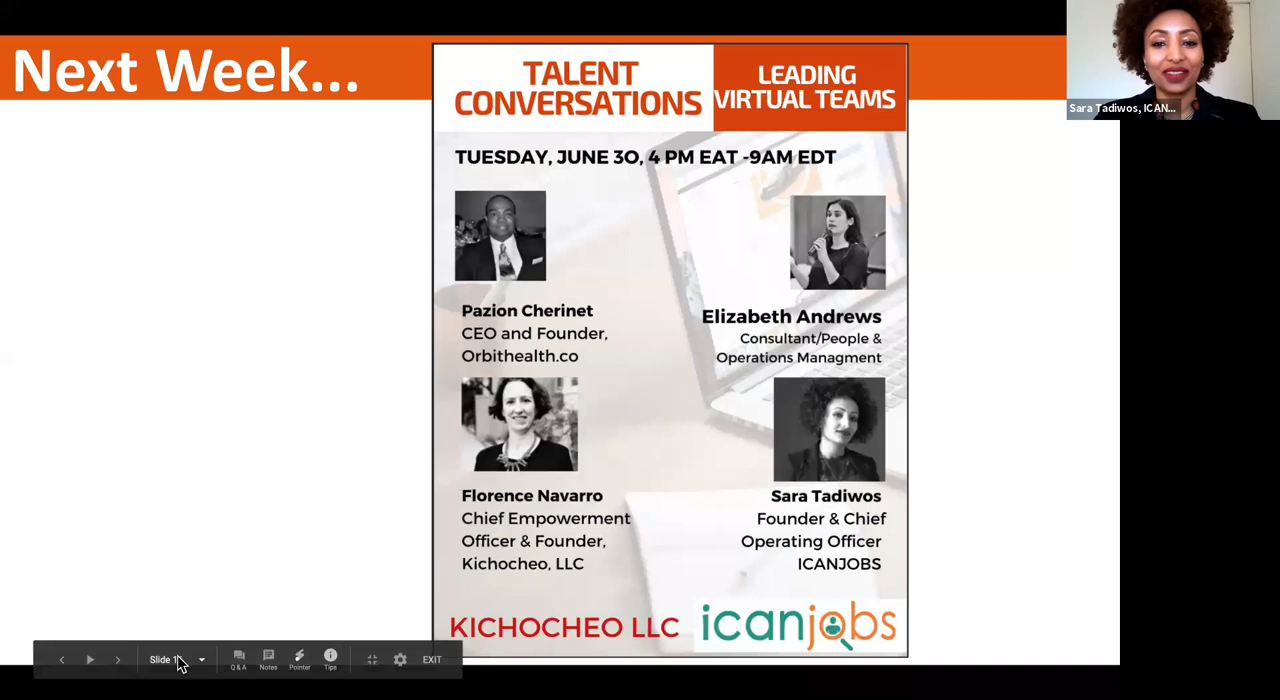 Next Week...
TALENT
CONVERSATIONS
LEADING
VIRTUAL TEAMS
TUESDAY, JUNE 30, 4 PM EAT -9AM EDT
Pazion Cherinet
CEO and Founder,
Orbithealth.co
Elizabeth Andrews
Consultant/People &
Operations Managment
Florence Navarro
Chief Empowerment
Officer & Founder,
Kichocheo, LLC
Sara Tadiwos
Founder & Chief
Operating Officer
ICANJOBS
KICHOCHEO LLC
icanjobs
Sara Tadiwos, ICAN...
Slide
Q & A
Notes
Pointer
Tips
EXIT